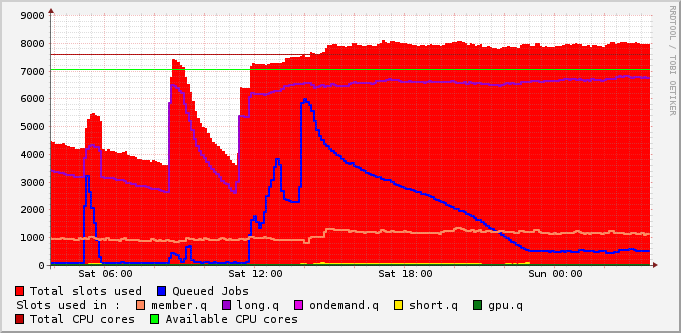 9000
8000
7000
6000
5000
4000
3000
2000
1000
0
Sat 06:00 Sat 12:00 Sat 18:00 Sun 00:00
Total slots used Queued Jobs
Slots used in : member.q long.q ondemand.q short.q gpu.q
Total CPU cores Available CPU cores
RRDTOOL / TOBI OETIKER